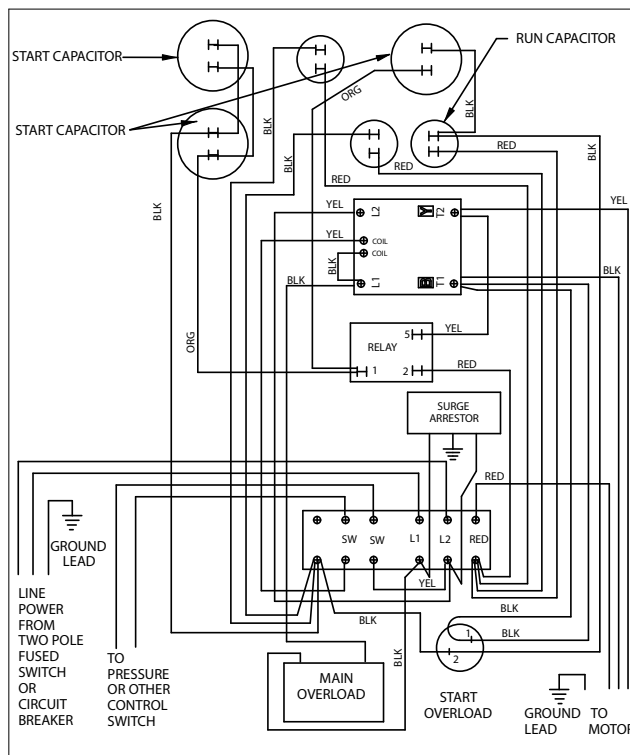 START CAPACITOR
START CAPACITOR
RUN CAPACITOR
ORG
BLK
BLK
BLK
BLK
BLK
RED
RED
RED
BLK
YEL
YEL
YEL
BLK
BLK
L2
COIL
COIL
L1
Y
T2
B
T1
BLK
ORG
RELAY
5
1
2
YEL
RED
SURGE
ARRESTOR
RED
SW
SW
L1
L2
RED
GROUND
LEAD
YEL
BLK
BLK
BLK
BLK
1
2
LINE
POWER
FROM
TWO POLE
FUSED
SWITCH
OR
CIRCUIT
BREAKER
TO
PRESSURE
OR OTHER
CONTROL
SWITCH
MAIN
OVERLOAD
START
OVERLOAD
GROUND
LEAD
TO
MOTOR